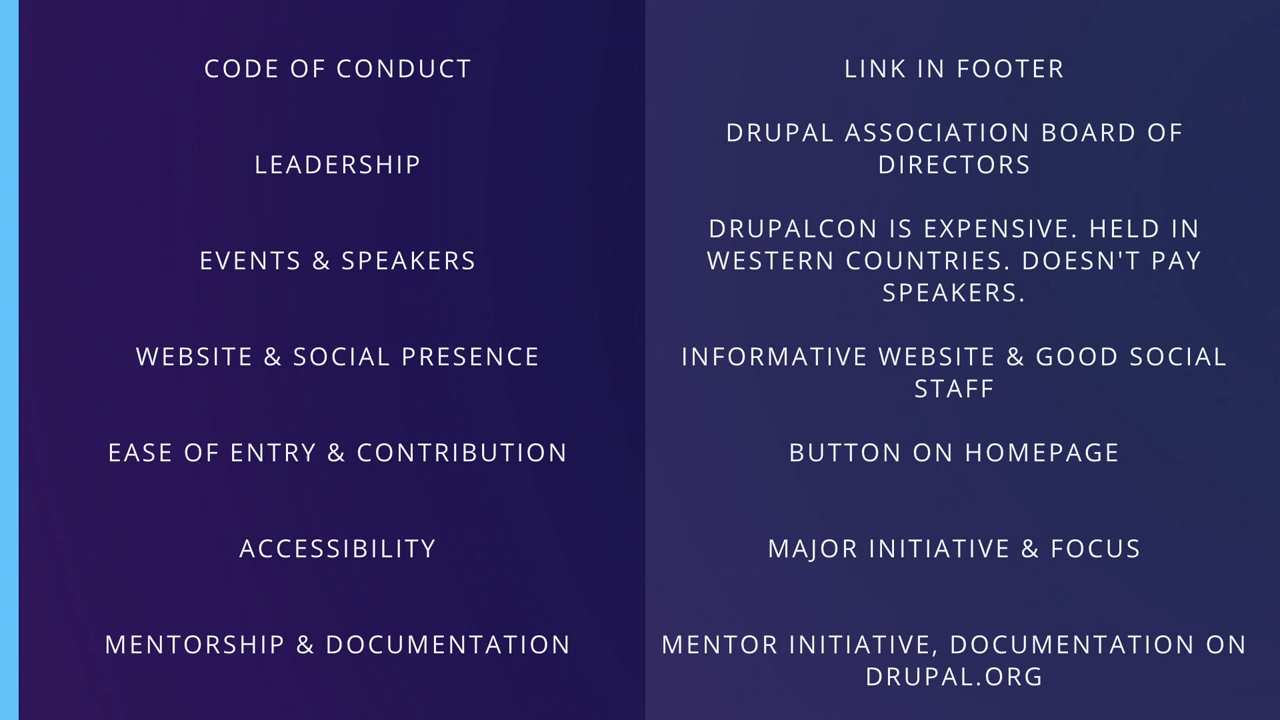 CODE OF CONDUCT
LINK IN FOOTER
LEADERSHIP
DRUPAL ASSOCIATION BOARD OF
DIRECTORS
EVENTS & SPEAKERS
DRUPALCON IS EXPENSIVE. HELD IN
WESTERN COUNTRIES. DOESN'T PAY
SPEAKERS.
WEBSITE & SOCIAL PRESENCE
INFORMATIVE WEBSITE & GOOD SOCIAL
STAFF
EASE OF ENTRY & CONTRIBUTION
BUTTON ON HOMEPAGE
ACCESSIBILITY
MAJOR INITIATIVE & FOCUS
MENTORSHIP & DOCUMENTATION
MENTOR INITIATIVE, DOCUMENTATION ON
DRUPAL.ORG